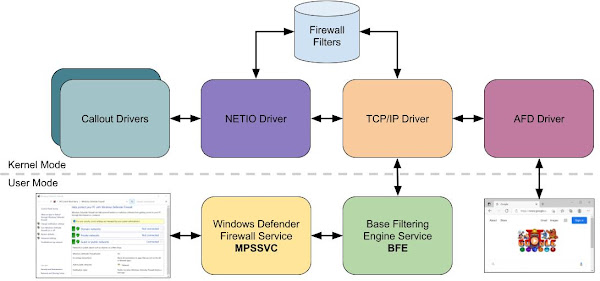 Firewall
Filters
Callout Drivers
NETIO Driver
TCP/IP Driver
AFD Driver
Kernel Mode
User Mode
Windows Defender
Firewall Service
MPSSVC
Base Filtering
Engine Service
BFE